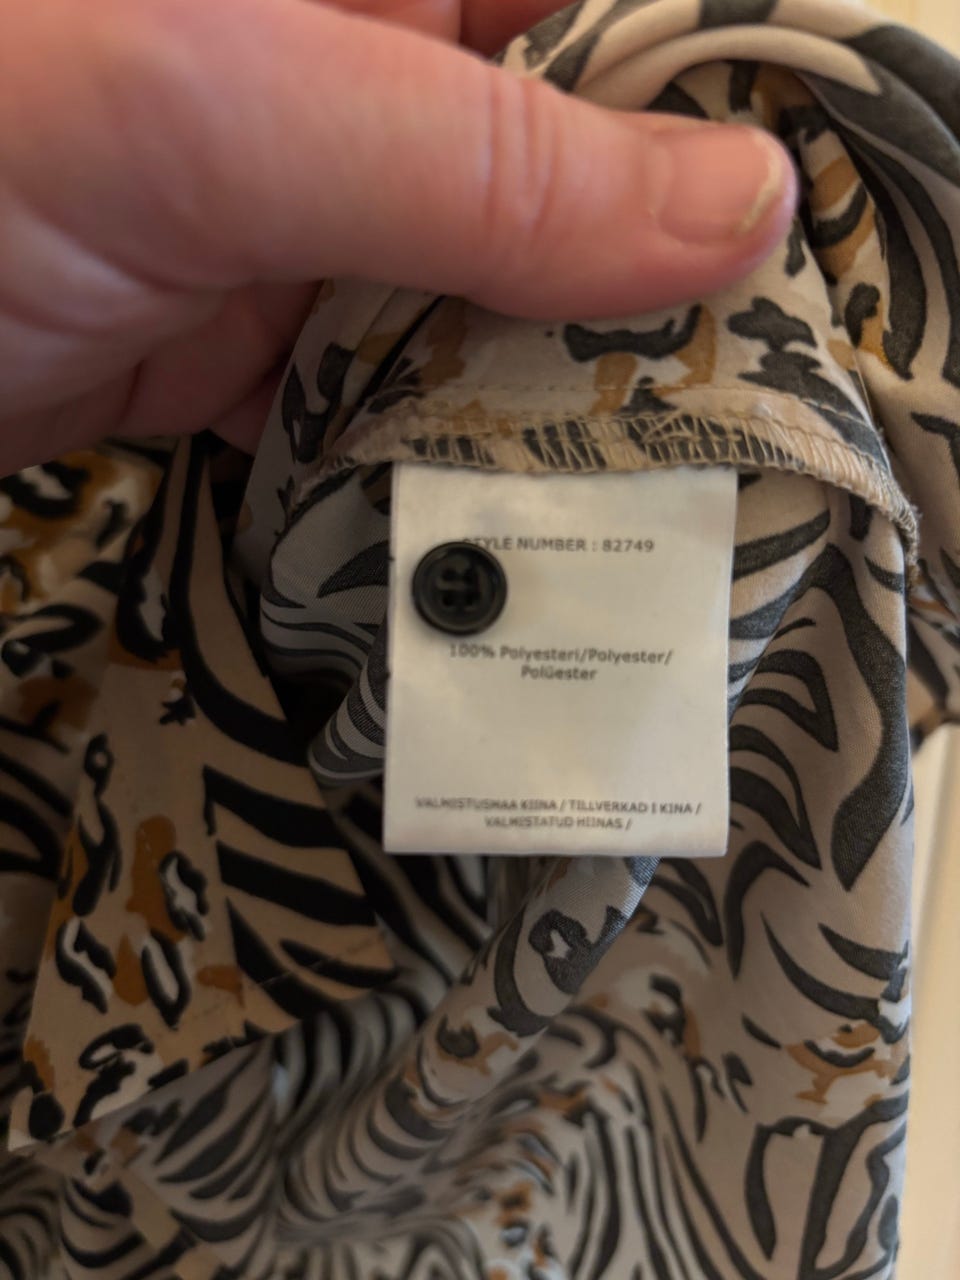 STYLE NUMBER : 82749
100% Polyesteri/Polyester/
Polüester
VALMISTUSMAA KIINA / TILLVERKAD I KINA /
VALMISTATUD HIINAS /